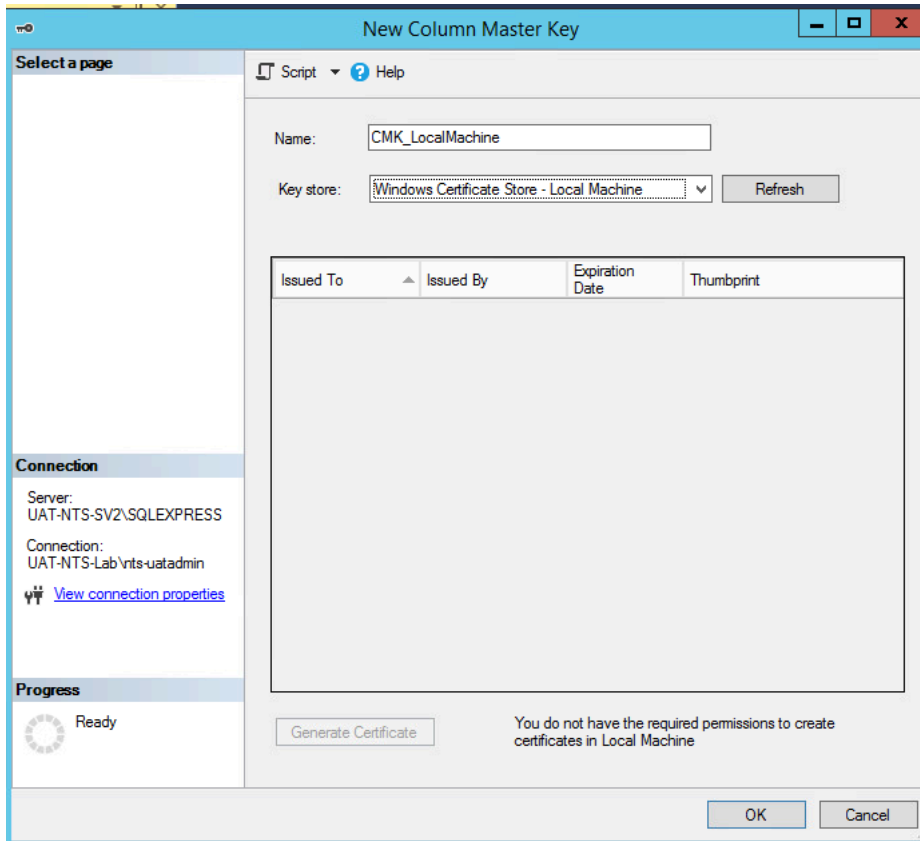 New Column Master Key
Select a page
Script
Help
Name:
CMK_LocalMachine
Key store:
Windows Certificate Store - Local Machine
Refresh
Issued To
Issued By
Expiration
Date
Thumbprint
Connection
Server:
UAT-NTS-SV2\SQLEXPRESS
Connection:
UAT-NTS-Lab\nts-uatadmin
View connection properties
Progress
Ready
Generate Certificate
You do not have the required permissions to create
certificates in Local Machine
OK
Cancel